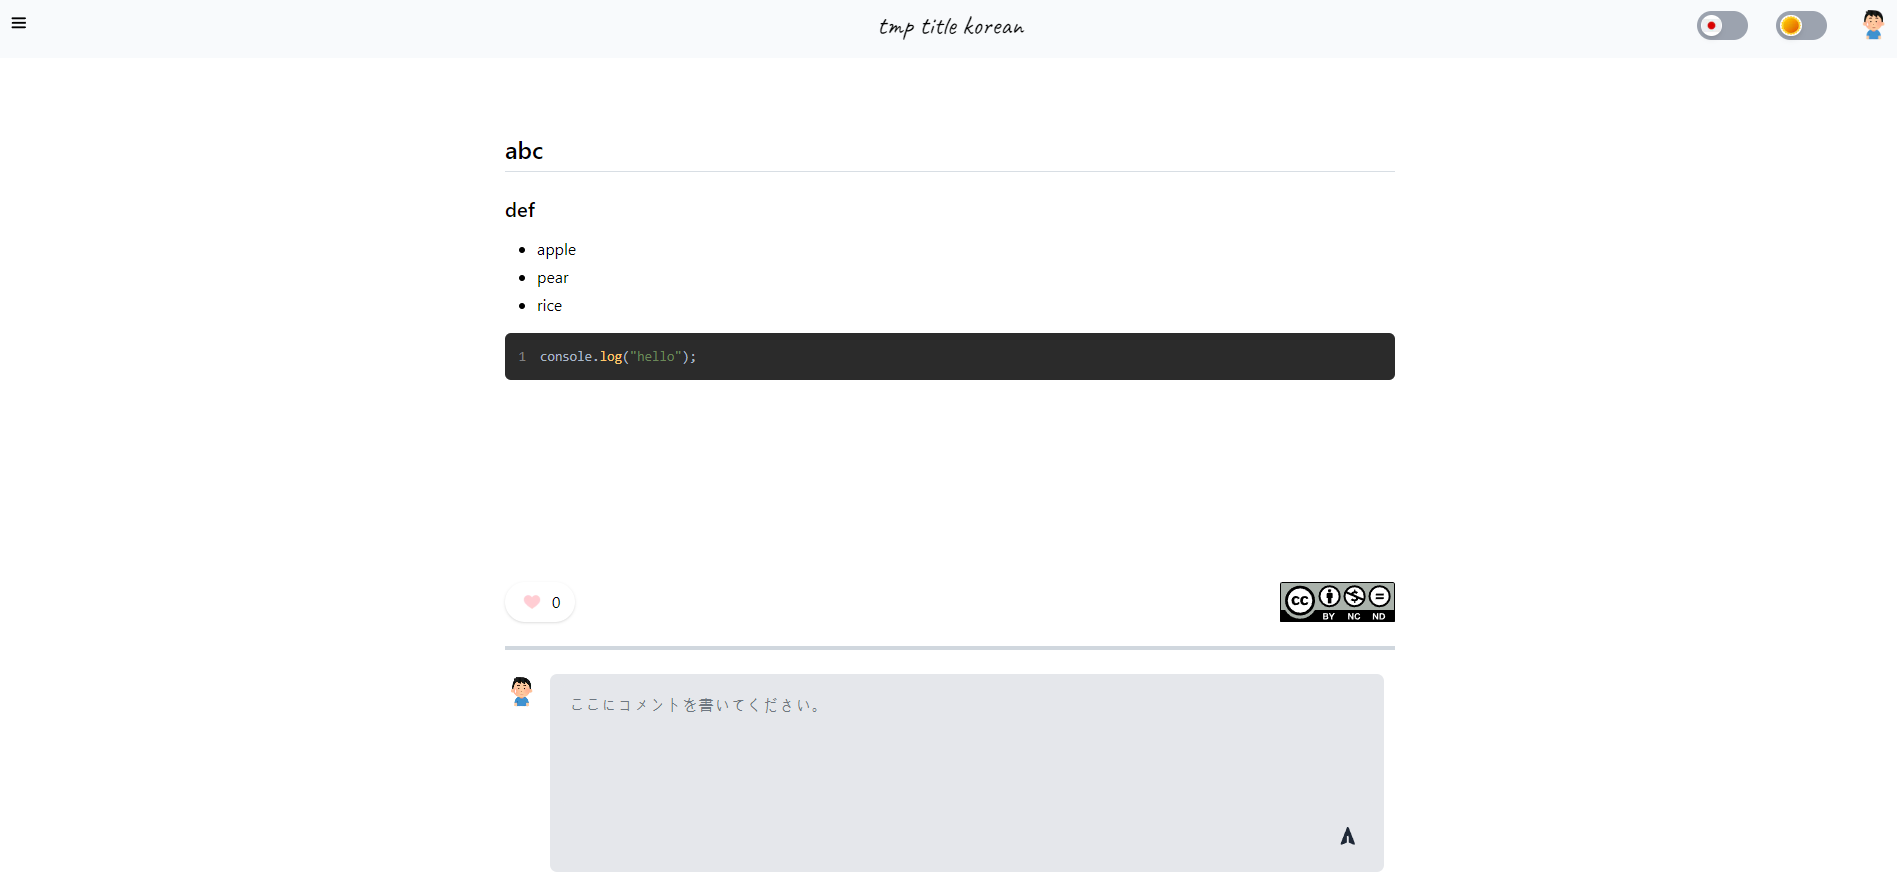 tmp title korean
abc
def
apple
pear
rice
1 console.log("hello");
0
cc BY NC ND
ここにコメントを書いてください。